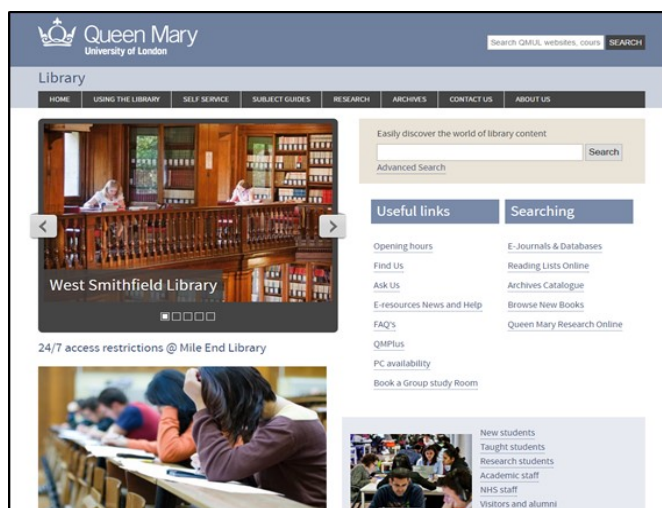 Queen Mary
University of London
Search QMUL websites, cours SEARCH
Library
HOME USING THE LIBRARY SELF SERVICE SUBJECT GUIDES RESEARCH ARCHIVES CONTACT US ABOUT US
West Smithfield Library
24/7 access restrictions @ Mile End Library
Easily discover the world of library content
Search
Advanced Search
Useful links
Opening hours
Find Us
Ask Us
E-resources News and Help
FAQ's
QMPlus
PC availability
Book a Group study Room
Searching
E-Journals & Databases
Reading Lists Online
Archives Catalogue
Browse New Books
Queen Mary Research Online
New students
Taught students
Research students
Academic staff
NHS staff
Visitors and alumni